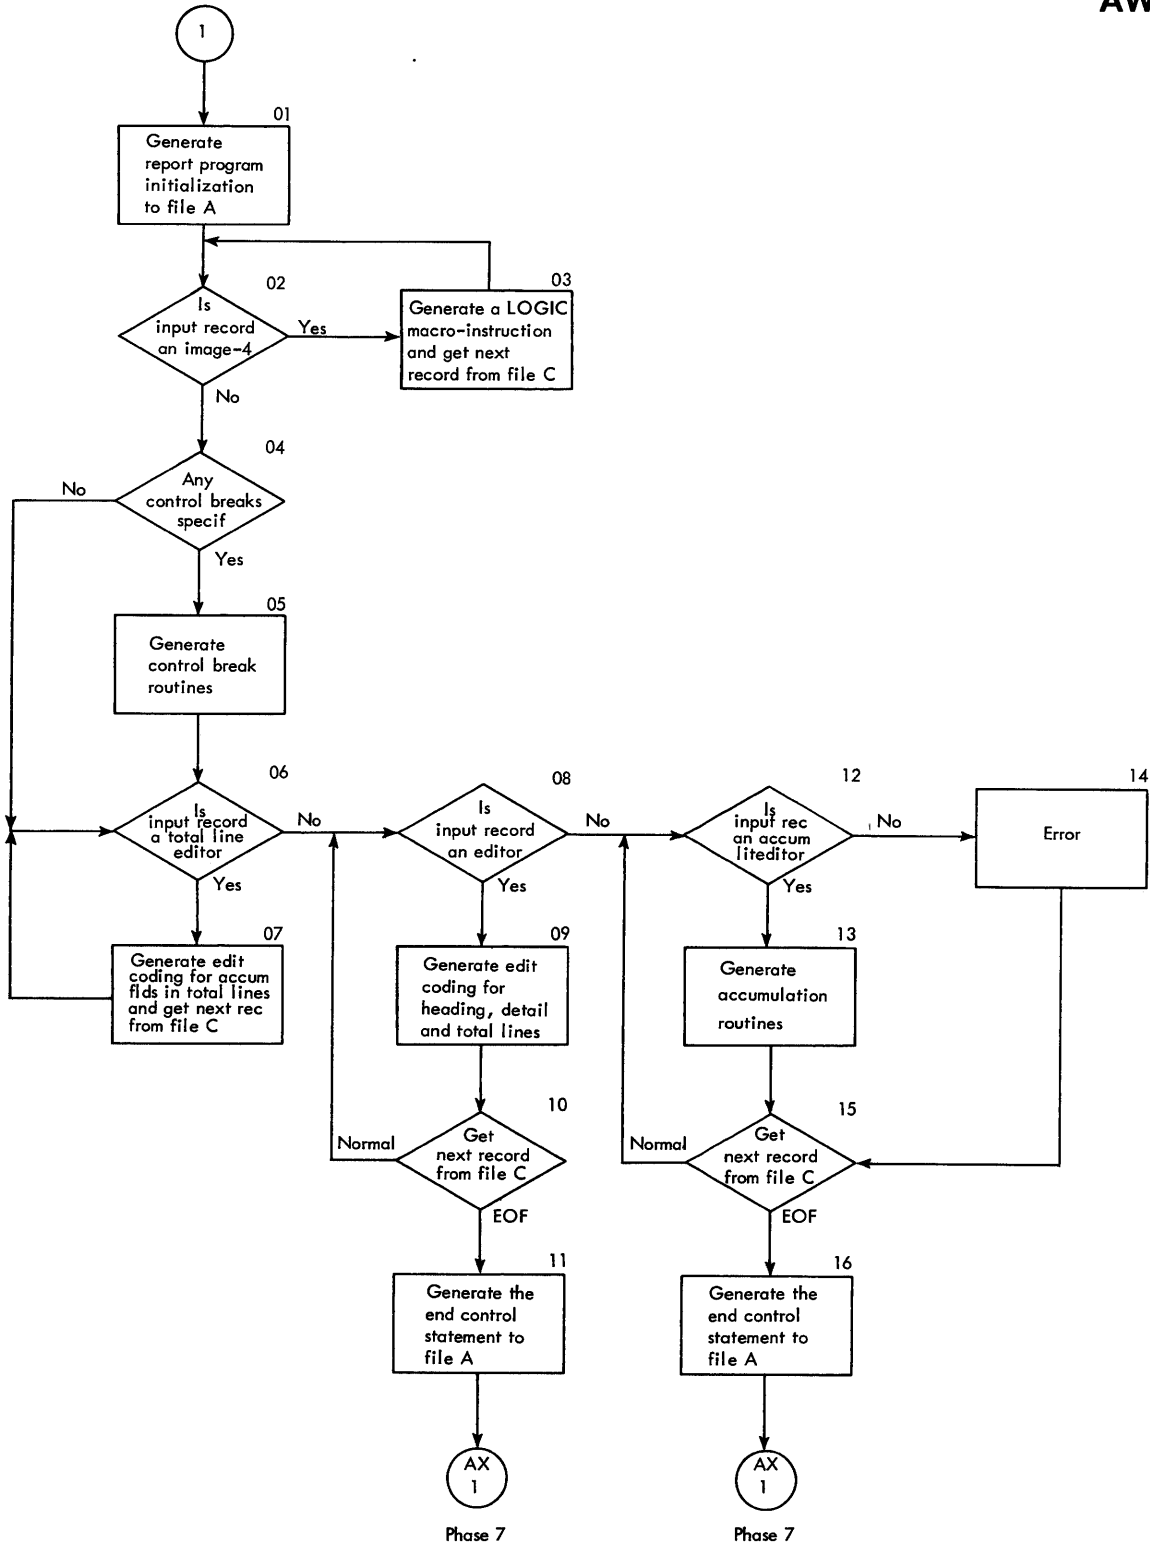 AW
1
01
Generate
report program
initialization
to file A
02
Is
input record
an image-4
Yes
03
Generate a LOGIC
macro-instruction
and get next
record from file C
No
04
Any
control breaks
specif
No
Yes
05
Generate
control break
routines
06
Is
input record
a total line
editor
No
Yes
07
Generate edit
coding for accum
flds in total lines
and get next rec
from file C
08
Is
input record
an editor
No
Yes
09
Generate edit
coding for
heading, detail
and total lines
10
Get
next record
from file C
Normal
EOF
11
Generate the
end control
statement to
file A
AX
1
Phase 7
12
Is
input rec
an accum
liteditor
No
Yes
13
Generate
accumulation
routines
14
Error
15
Get
next record
from file C
Normal
EOF
16
Generate the
end control
statement to
file A
AX
1
Phase 7